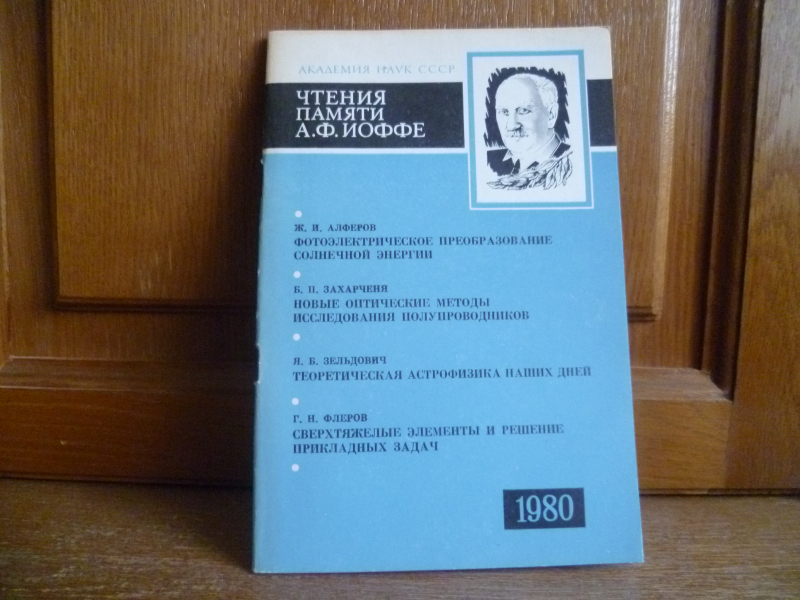 АКАДЕМИЯ НАУК СССР
ЧТЕНИЯ
ПАМЯТИ
А.Ф.ИОФФЕ
Ж. И. АЛФЕРОВ
ФОТОЭЛЕКТРИЧЕСКОЕ ПРЕОБРАЗОВАНИЕ
СОЛНЕЧНОЙ ЭНЕРГИИ
Б. П. ЗАХАРЧЕНЯ
НОВЫЕ ОПТИЧЕСКИЕ МЕТОДЫ
ИССЛЕДОВАНИЯ ПОЛУПРОВОДНИКОВ
Я. Б. ЗЕЛЬДОВИЧ
ТЕОРЕТИЧЕСКАЯ АСТРОФИЗИКА НАШИХ ДНЕЙ
Г. Н. ФЛЕРОВ
СВЕРХТЯЖЕЛЫЕ ЭЛЕМЕНТЫ И РЕШЕНИЕ
ПРИКЛАДНЫХ ЗАДАЧ
1980